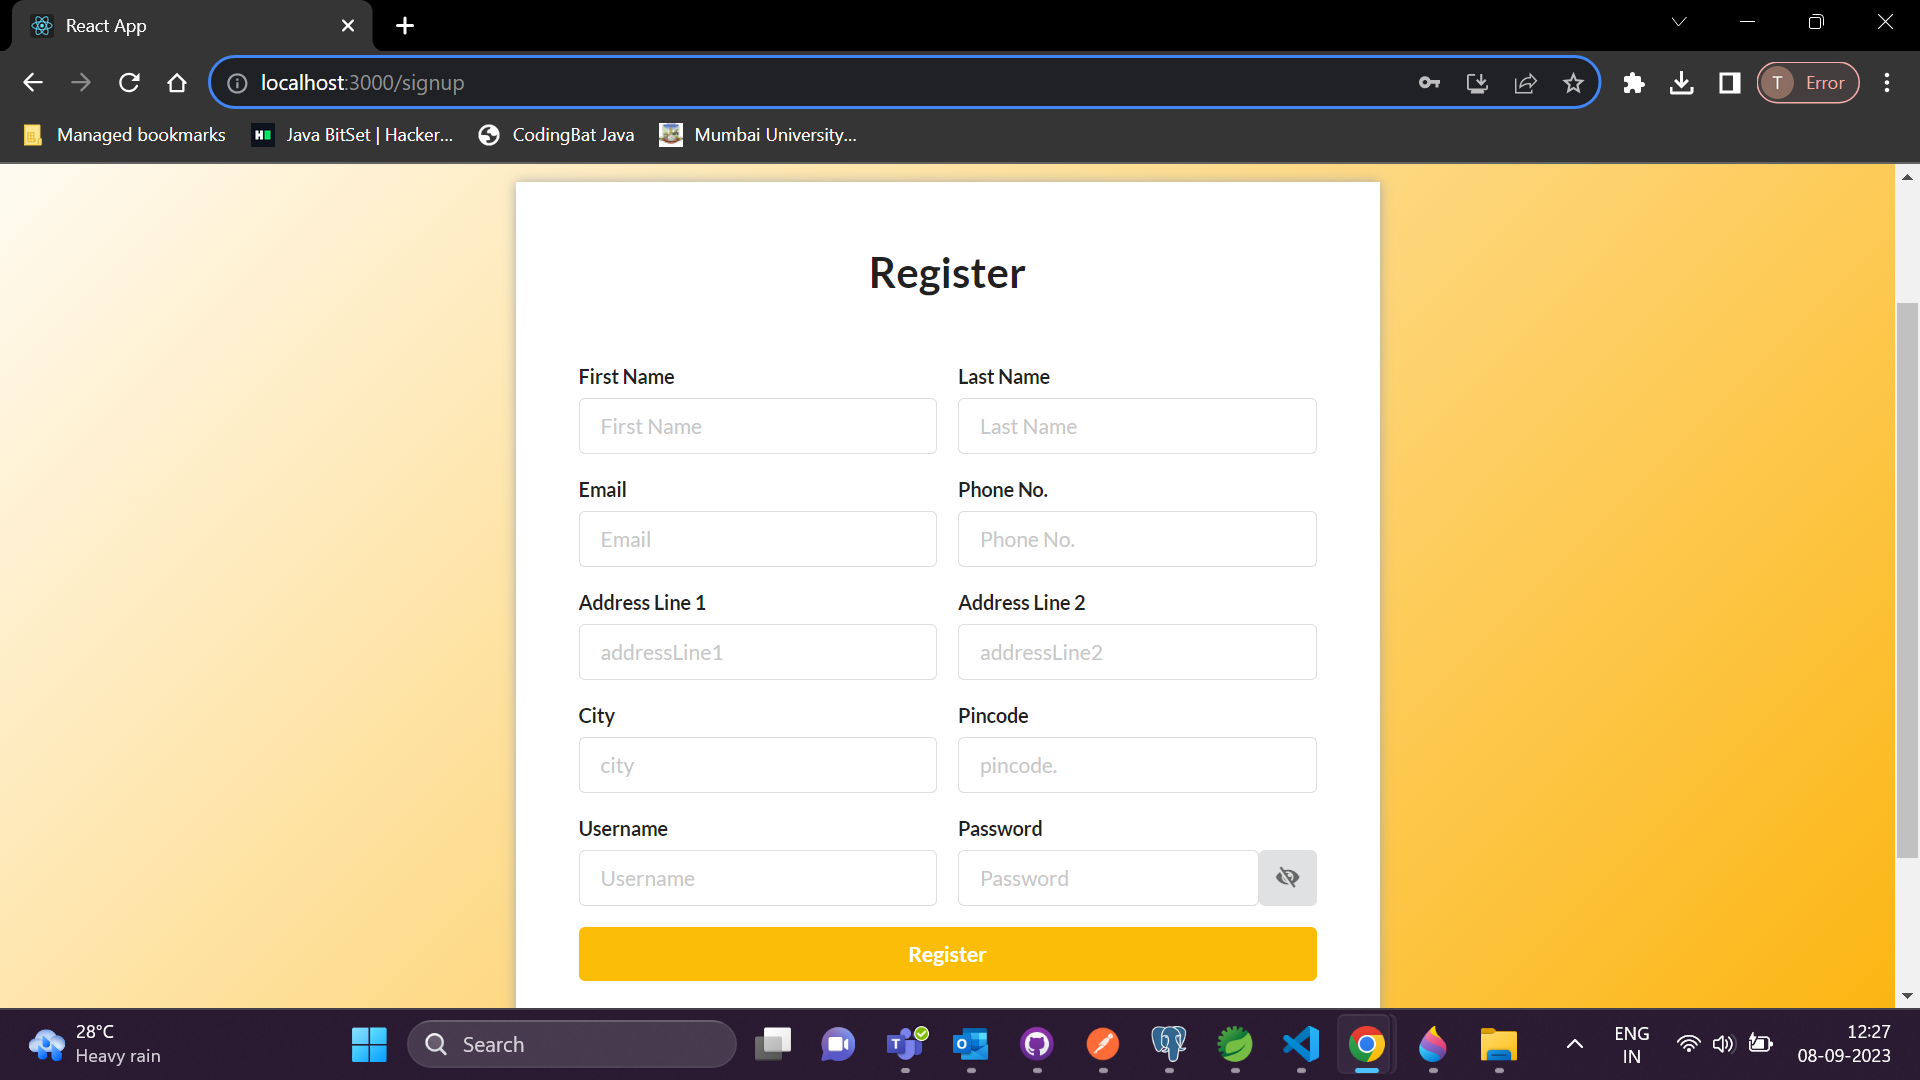 React App
localhost:3000/signup
T Error
Managed bookmarks
Java BitSet | Hacker...
CodingBat Java
Mumbai University...
Register
First Name
Last Name
First Name
Last Name
Email
Phone No.
Email
Phone No.
Address Line 1
Address Line 2
addressLine1
addressLine2
City
Pincode
city
pincode.
Username
Password
Username
Password
Register
28°C
Heavy rain
Search
ENG
IN
12:27
08-09-2023